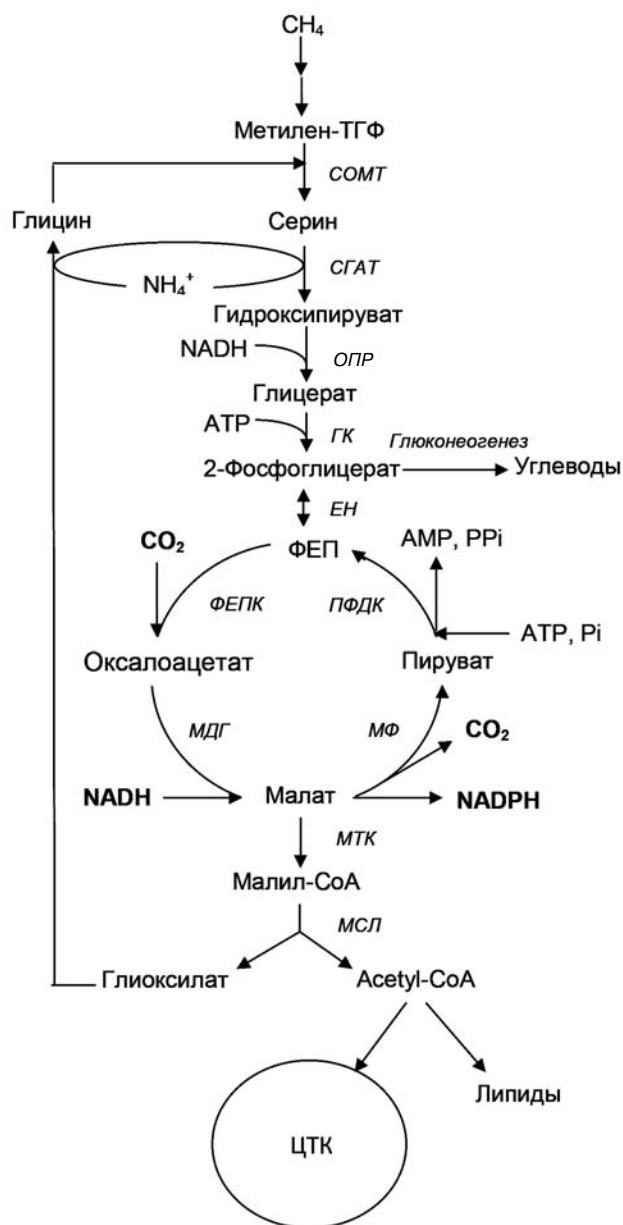 CH4
Метилен-ТГФ
СОМТ
Глицин
Серин
СГАТ
NH4+
Гидроксипируват
NADH
ОПР
Глицерат
ATP
ГК
Глюконеогенез
2-Фосфоглицерат
Углеводы
ЕН
CO2
ФЕП
AMP, PPi
ФЕПК
ПФДК
ATP, Pi
Оксалоацетат
Пируват
МДГ
МФ
CO2
NADH
Малат
NADPH
МТК
Малил-CoA
МСЛ
Глиоксилат
Acetyl-CoA
Липиды
ЦТК